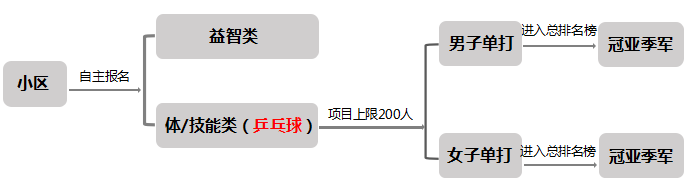 小区
自主报名
益智类
体/技能类（乒乓球）
项目上限200人
男子单打
进入总排名榜
冠亚季军
女子单打
进入总排名榜
冠亚季军